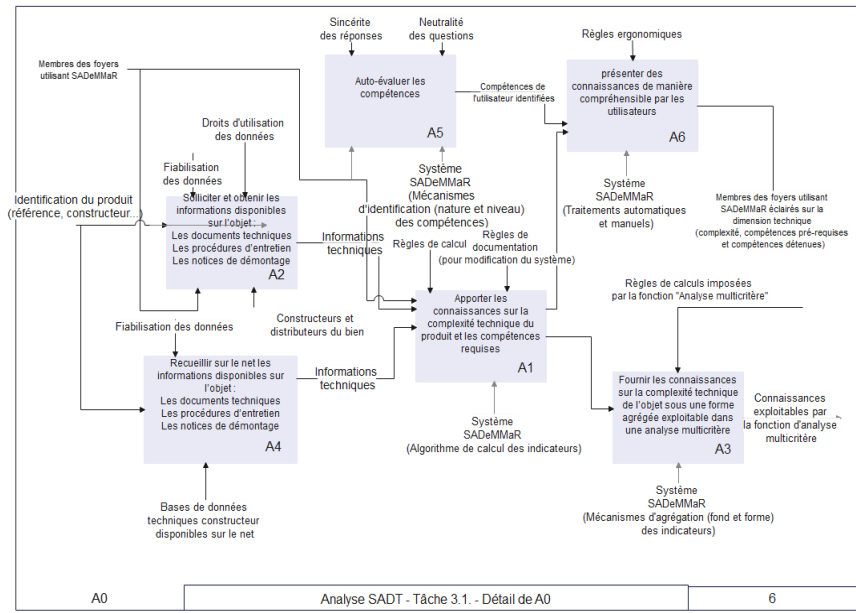 Sincérite
des réponses
Neutralité
des questions
Règles ergonomiques
Membres des foyers
utilisant SADeMMaR
Auto-évaluer les
compétences
A5
Compétences de
l'utilisateur identifiées
présenter des
connaissances de manière
compréhensible par les
utilisateurs
A6
Droits d'utilisation
des données
Fiabilisation
des données
Système
SADeMMaR
(Mécanismes
d'identification (nature et niveau)
des compétences)
Système
SADeMMaR
(Traitements automatiques
et manuels)
Membres des foyers utilisant
SADeMMaR éclairés sur la
dimension technique
(complexité, compétences pré-requises
et compétences détenues)
Identification du produit
(référence, constructeur...)
Solliciter et obtenir les
informations disponibles
sur l'objet :
Les documents techniques
Les procédures d'entretien
Les notices de démontage
A2
Informations
techniques
Règles de calcul
Règles de
documentation
(pour modification du système)
Règles de calculs imposées
par la fonction "Analyse multicritère"
Constructeurs et
distributeurs du bien
Fiabilisation des données
Apporter les
connaissances sur la
complexité technique du
produit et les compétences
requises
A1
Recueillir sur le net les
informations disponibles sur
l'objet :
Les documents techniques
Les procédures d'entretien
Les notices de démontage
A4
Informations
techniques
Fournir les connaissances
sur la complexité technique
de l'objet sous une forme
agrégée exploitable dans
une analyse multicritère
A3
Connaissances
exploitables par
la fonction d'analyse
multicritère
Système
SADeMMaR
(Algorithme de calcul des indicateurs)
Système
SADeMMaR
(Mécanismes d'agrégation (fond et forme)
des indicateurs)
Bases de données
techniques constructeur
disponibles sur le net
A0
Analyse SADT - Tâche 3.1. - Détail de A0
6